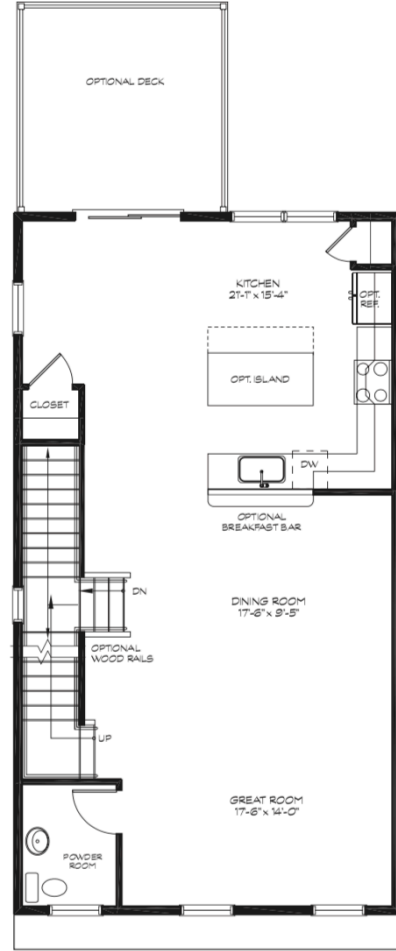 OPTIONAL DECK
KITCHEN
21'-1" x 15'-4"
OPT.
REF.
OPT. ISLAND
CLOSET
DW
OPTIONAL
BREAKFAST BAR
DN
DINING ROOM
17'-6" x 9'-5"
OPTIONAL
WOOD RAILS
UP
GREAT ROOM
17'-6" x 14'-0"
POWDER
ROOM